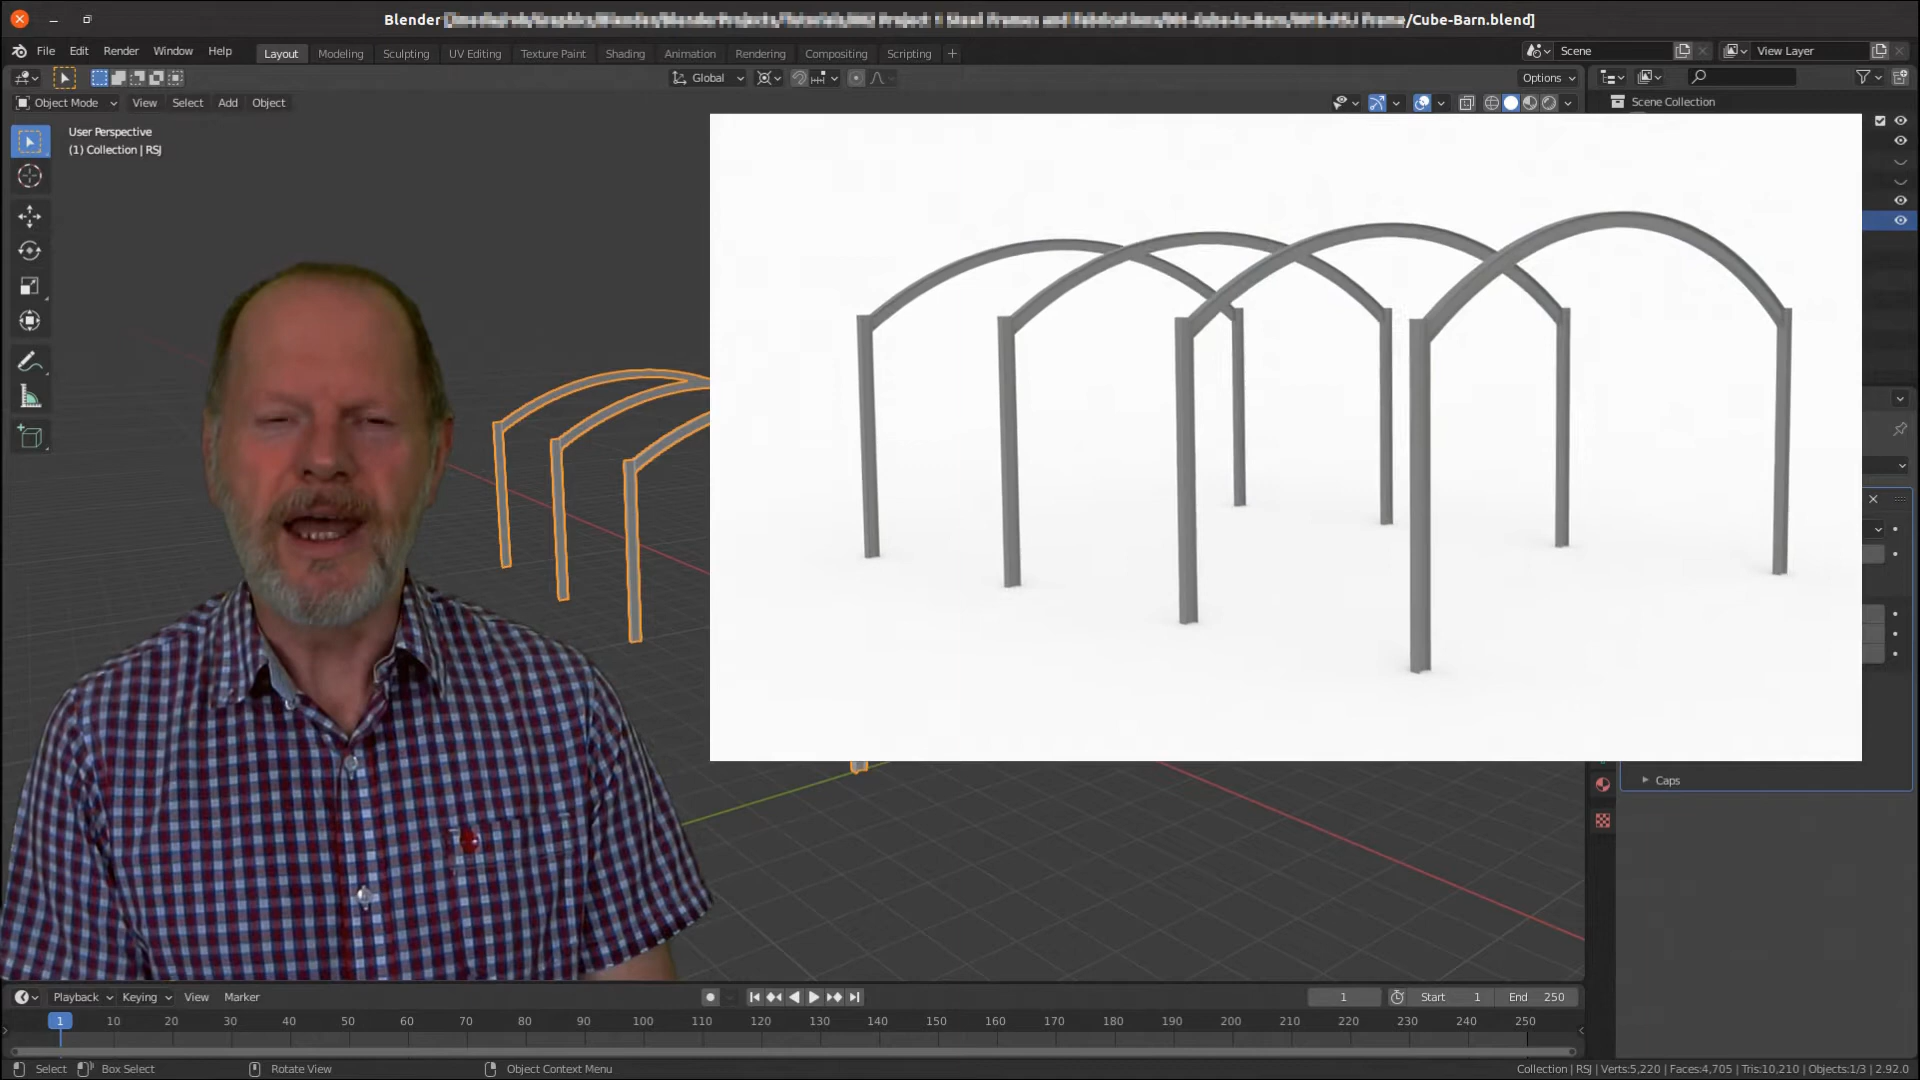 Blender /Cube-Barn.blend]
File Edit Render Window Help
Layout Modeling Sculpting UV Editing Texture Paint Shading Animation Rendering Compositing Scripting +
Scene
View Layer
Global
Options
Object Mode View Select Add Object
Scene Collection
User Perspective
(1) Collection | RSJ
Caps
Playback Keying View Marker
1
Start 1
End 250
1 10 20 30 40 50 60 70 80 90 100 110 120 130 140 150 160 170 180 190 200 210 220 230 240 250
Select Box Select Rotate View Object Context Menu
Collection | RSJ | Verts:5,220 | Faces:4,705 | Tris:10,210 | Objects:1/3 | 2.92.0